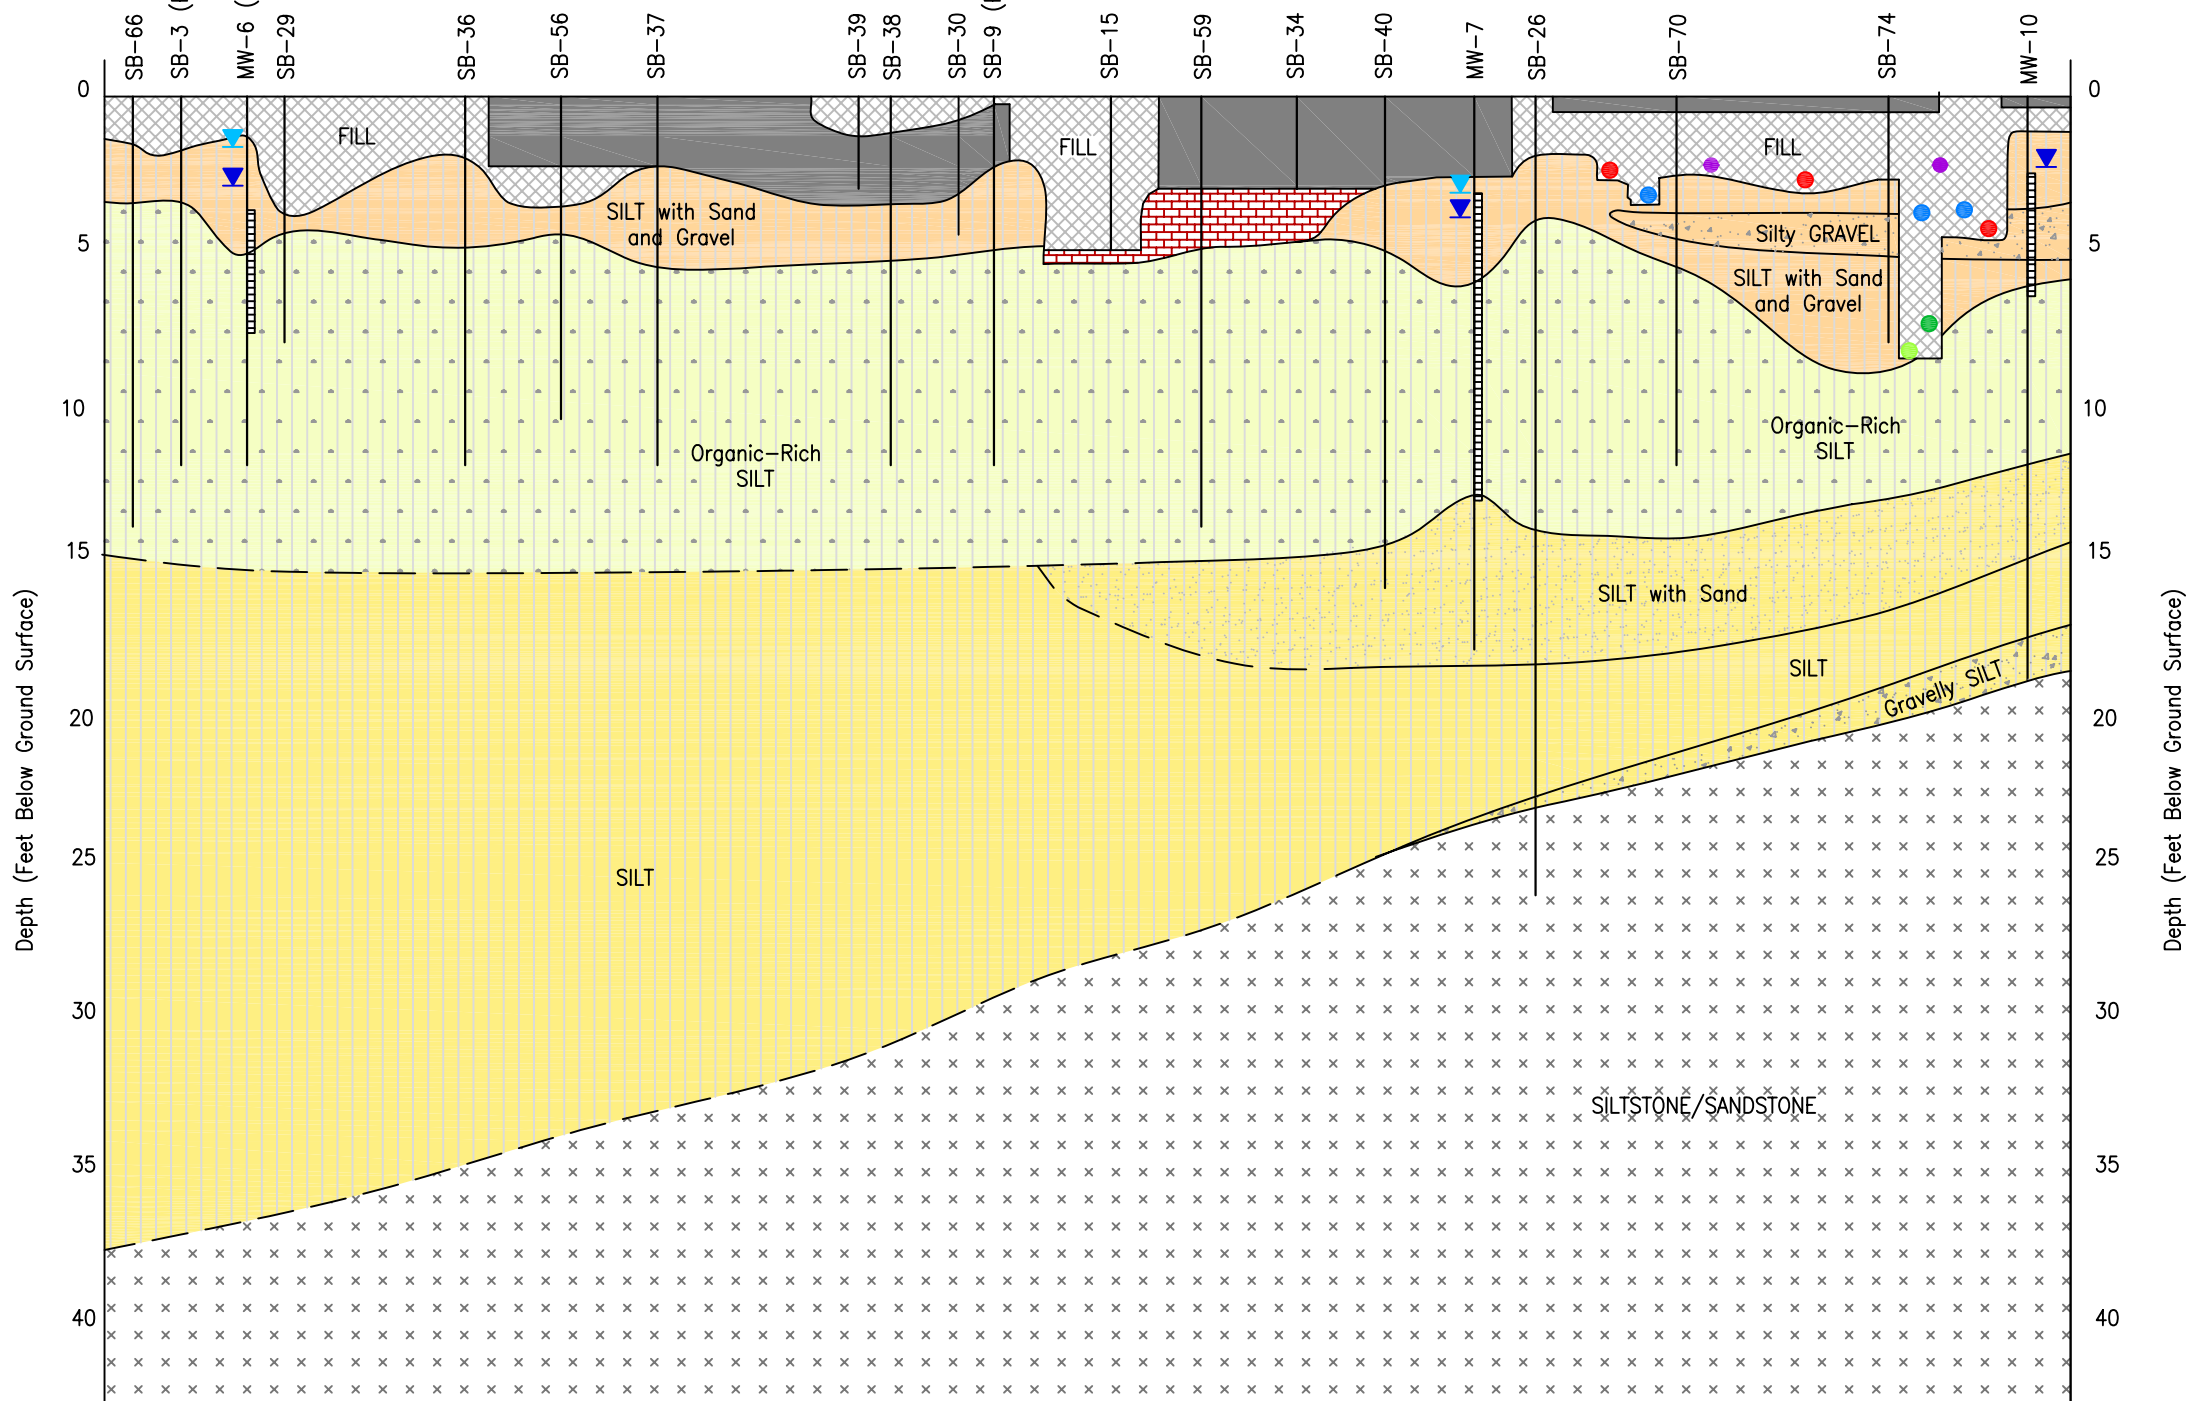 SB-66
SB-3 (
MW-6 (
SB-29
SB-36
SB-56
SB-37
SB-39
SB-38
SB-30
SB-9 (
SB-15
SB-59
SB-34
SB-40
MW-7
SB-26
SB-70
SB-74
MW-10
0
0
FILL
FILL
FILL
SILT with Sand
and Gravel
Silty GRAVEL
5
5
SILT with Sand
and Gravel
10
10
Organic-Rich
SILT
Organic-Rich
SILT
15
15
SILT with Sand
SILT
Gravelly SILT
20
20
25
25
SILT
30
30
SILTSTONE/SANDSTONE
35
35
40
40
Depth (Feet Below Ground Surface)
Depth (Feet Below Ground Surface)